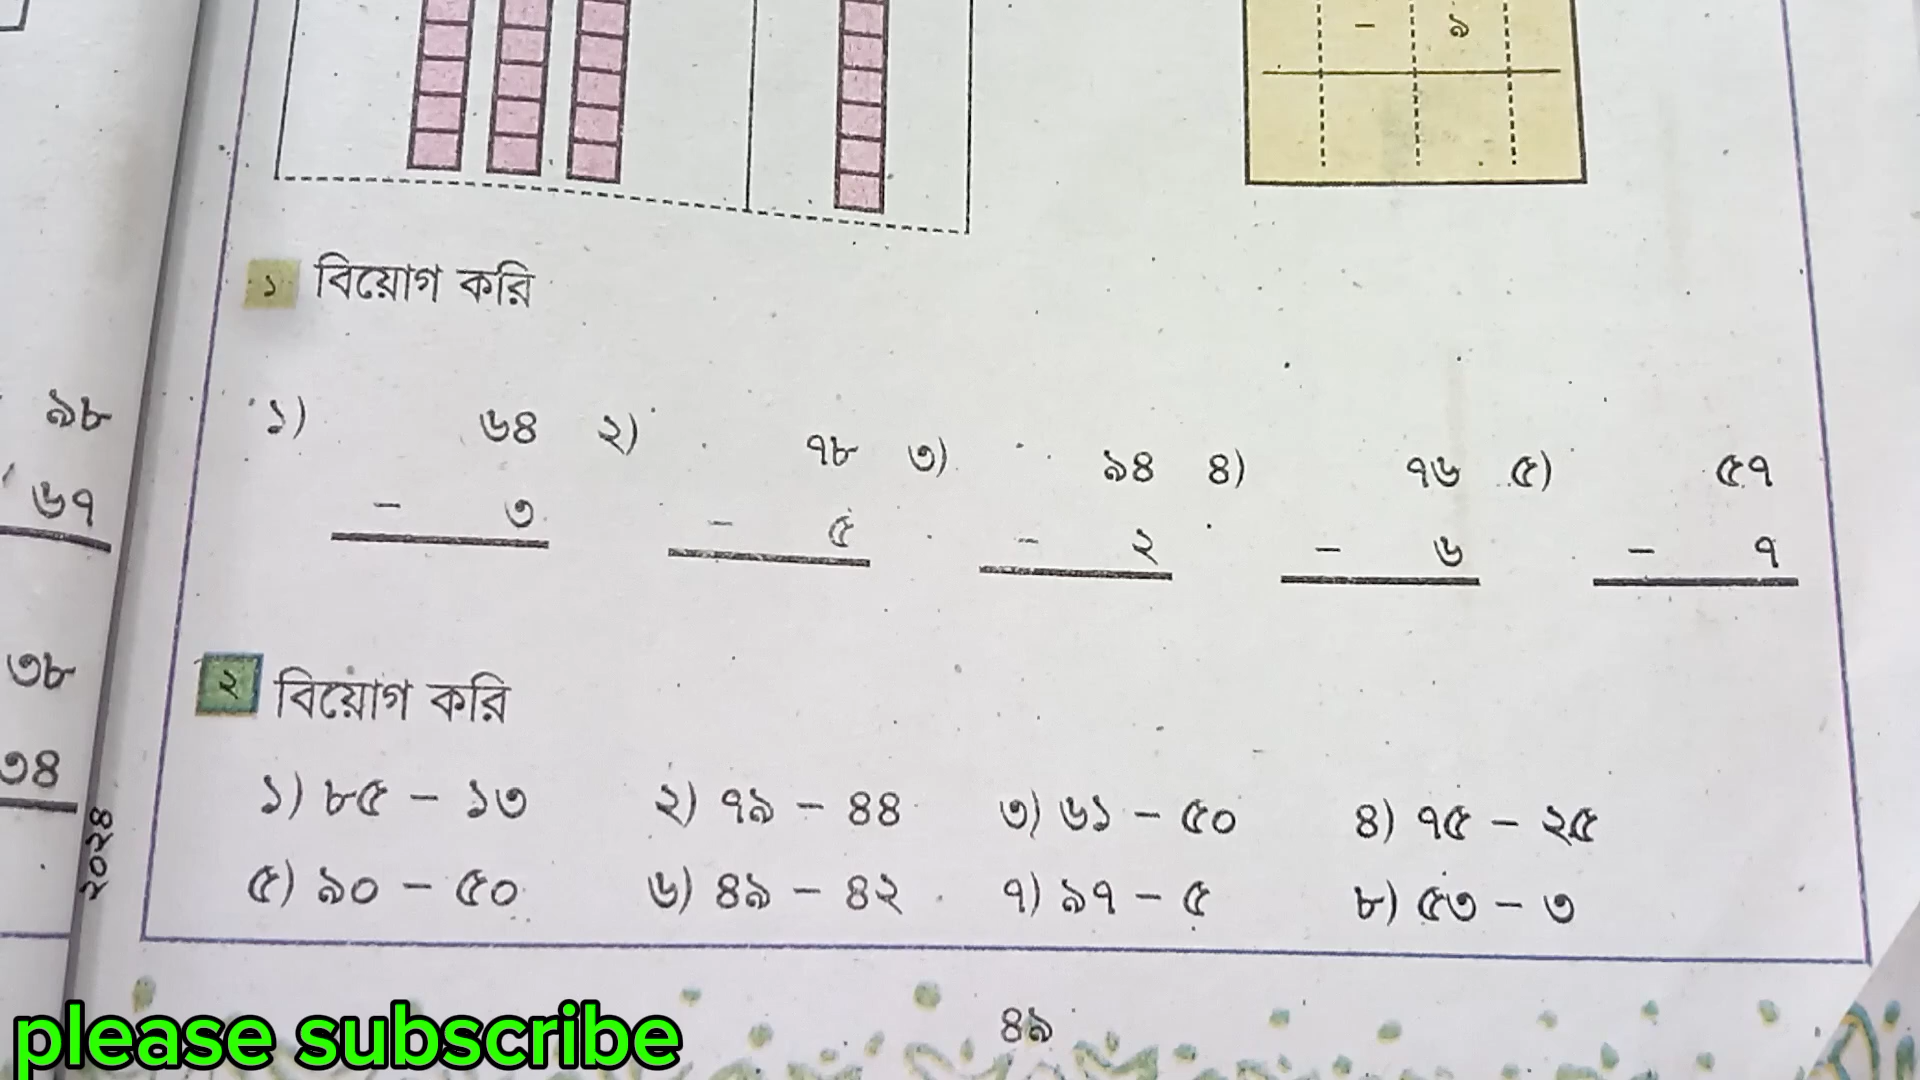 - ৯
১ বিয়োগ করি
১) ৬৪ ২) ৭৮ ৩) ৯৪ ৪) ৭৬ ৫) ৫৭
- ৩ - ৫ - ২ - ৬ - ৭
২ বিয়োগ করি
১) ৮৫ - ১৩ ২) ৭৯ - ৪৪ ৩) ৬১ - ৫০ ৪) ৭৫ - ২৫
৫) ৯০ - ৫০ ৬) ৪৯ - ৪২ ৭) ৯৭ - ৫ ৮) ৫৩ - ৩
৪৯
৯৮
৬৭
৩৮
৩৪
২০২৪
please subscribe